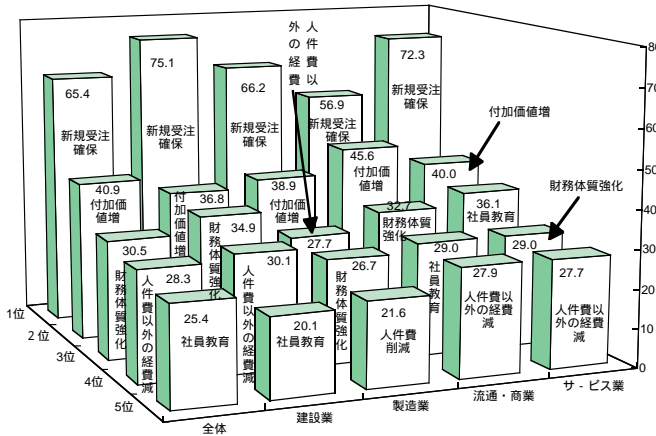 人件費以
外の経費
75.1
72.3
80
65.4
66.2
56.9
新規受注
確保
新規受注
確保
新規受注
確保
新規受注
確保
新規受注
確保
70
付加価値増
60
45.6
付加価値
増
40.0
50
40.9
付加価
値増
36.8
付加価値増
38.9
付加価
値増
32.7
財務体質
強化
36.1
社員教育
財務体質強化
40
30.5
財務体質強化
34.9
財務体質強化
27.7
29.0
社員教育
29.0
30
28.3
人件費以外の経費減
30.1
人件費以外の経費減
26.7
財務体質強化
27.9
人件費以
外の経費
減
27.7
人件費以
外の経費
減
20
25.4
社員教育
20.1
社員教育
21.6
人件費
削減
10
0
1位
2位
3位
4位
5位
全体
建設業
製造業
流通・商業
サ-ビス業